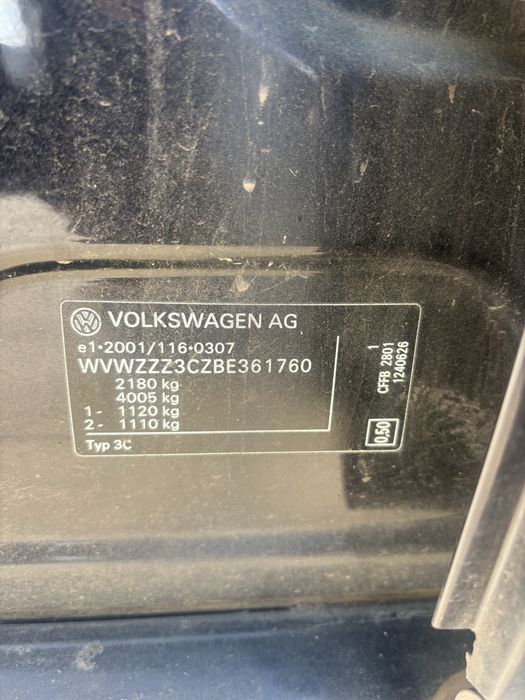 VOLKSWAGEN AG
e1*2001/116*0307
WVWZZZ3CZBE361760
2180 kg
4005 kg
1- 1120 kg
2- 1110 kg
Typ 3C
1
CFFB 2801
1240626
0.50